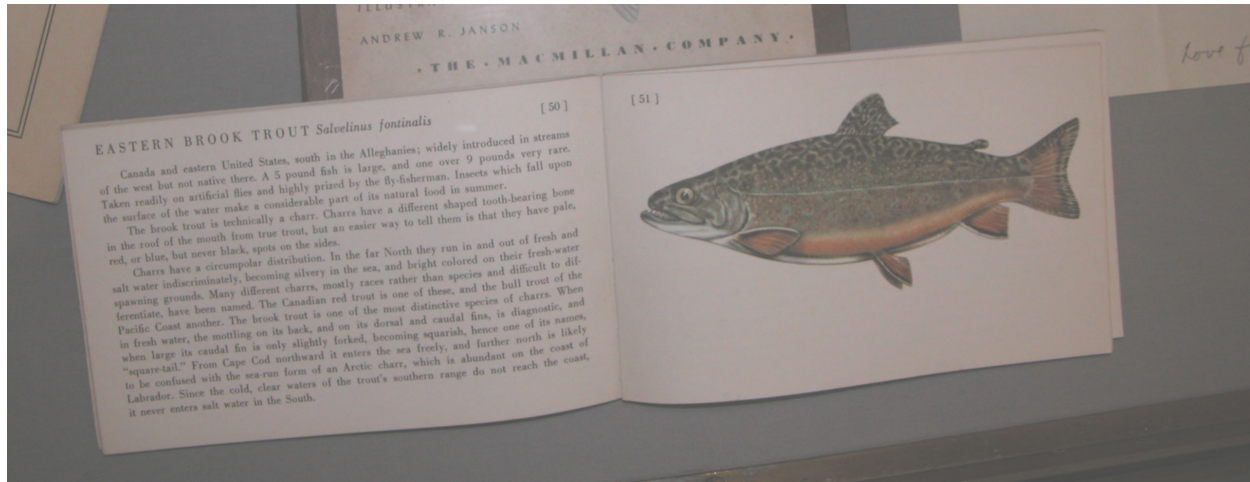 ANDREW R. JANSON
· THE · MACMILLAN · COMPANY ·
Love f
[ 50 ]
EASTERN BROOK TROUT Salvelinus fontinalis
Canada and eastern United States, south in the Alleghanies; widely introduced in streams
of the west but not native there. A 5 pound fish is large, and one over 9 pounds very rare.
Taken readily on artificial flies and highly prized by the fly-fisherman. Insects which fall upon
the surface of the water make a considerable part of its natural food in summer.
The brook trout is technically a charr. Charrs have a different shaped tooth-bearing bone
in the roof of the mouth from true trout, but an easier way to tell them is that they have pale,
red, or blue, but never black, spots on the sides.
Charrs have a circumpolar distribution. In the far North they run in and out of fresh and
salt water indiscriminately, becoming silvery in the sea, and bright colored on their fresh-water
spawning grounds. Many different charrs, mostly races rather than species and difficult to dif-
ferentiate, have been named. The Canadian red trout is one of these, and the bull trout of the
Pacific Coast another. The brook trout is one of the most distinctive species of charrs. When
in fresh water, the mottling on its back, and on its dorsal and caudal fins, is diagnostic, and
when large its caudal fin is only slightly forked, becoming squarish, hence one of its names,
"square-tail." From Cape Cod northward it enters the sea freely, and further north is likely
to be confused with the sea-run form of an Arctic charr, which is abundant on the coast of
Labrador. Since the cold, clear waters of the trout's southern range do not reach the coast,
it never enters salt water in the South.
[ 51 ]